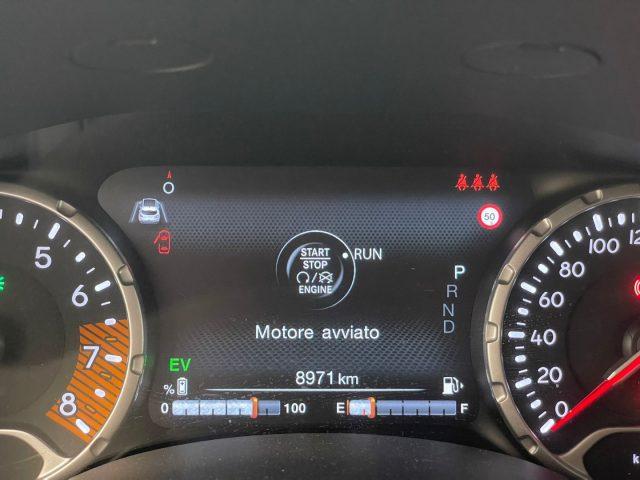 O
50
START
STOP
ENGINE
RUN
P
R
N
D
Motore avviato
EV
8971 km
%
0 100
E F
5
6
7
8
100
80
60
40
20
0